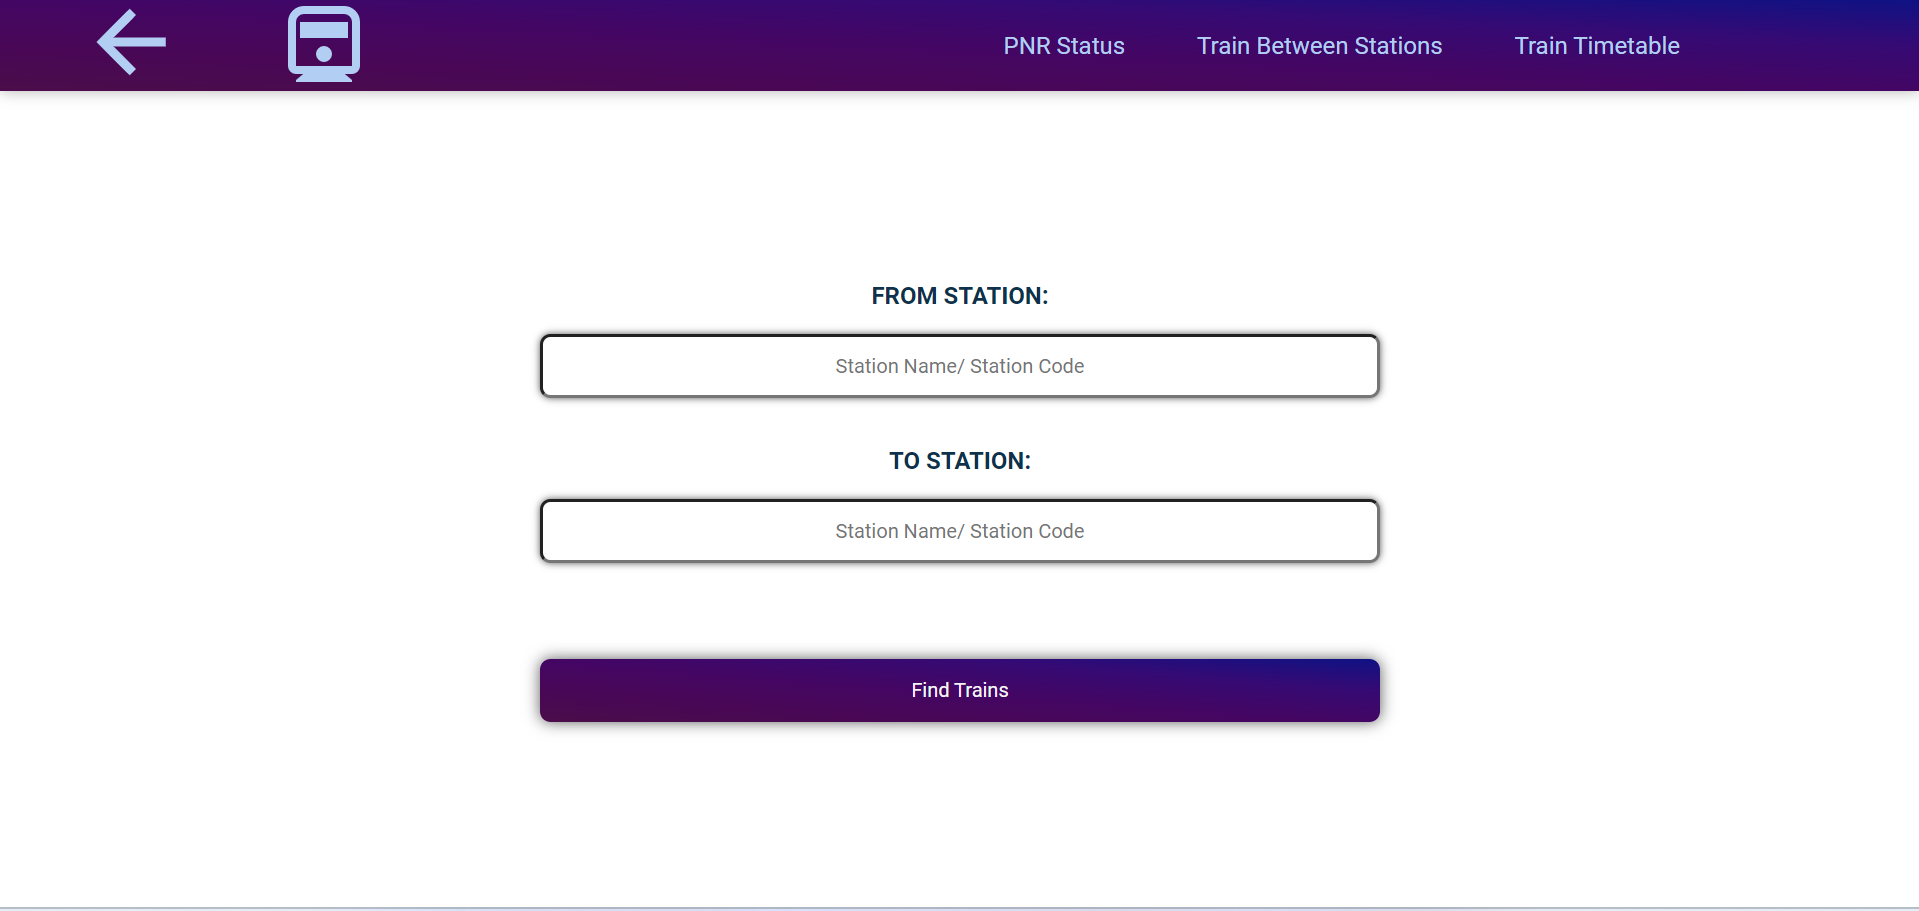 PNR Status Train Between Stations Train Timetable
FROM STATION:
Station Name/ Station Code
TO STATION:
Station Name/ Station Code
Find Trains